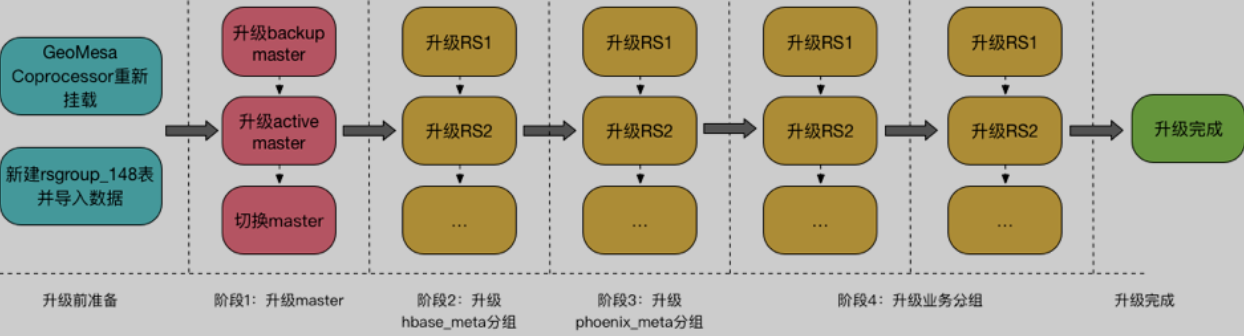 GeoMesa
Coprocessor重新
挂载
新建rsgroup_148表
并导入数据
升级backup
master
升级active
master
切换master
升级RS1
升级RS2
...
升级RS1
升级RS2
...
升级RS1
升级RS2
...
升级RS1
升级RS2
...
升级完成
升级前准备
阶段1：升级master
阶段2：升级
hbase_meta分组
阶段3：升级
phoenix_meta分组
阶段4：升级业务分组
升级完成